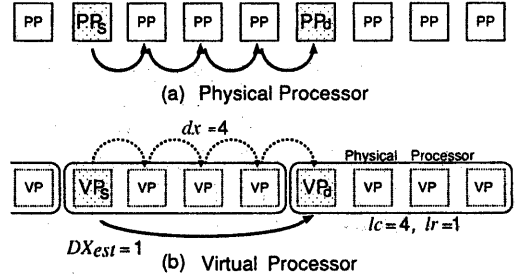 PP PPs PP PP PP PPd PP PP PP
(a) Physical Processor
dx =4
Physical Processor
VP VPs VP VP VP VPd VP VP VP
lc=4, lr=1
DXest=1
(b) Virtual Processor